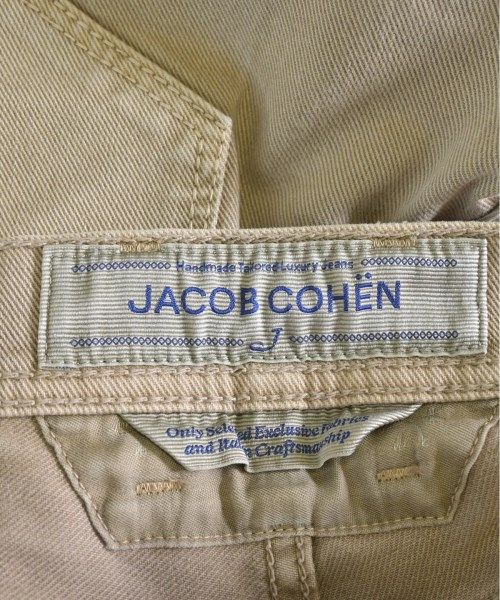 Handmade Tailored Luxury Jeans
JACOB COHËN
J
Only Selected Exclusive Fabrics
and Italian Craftsmanship